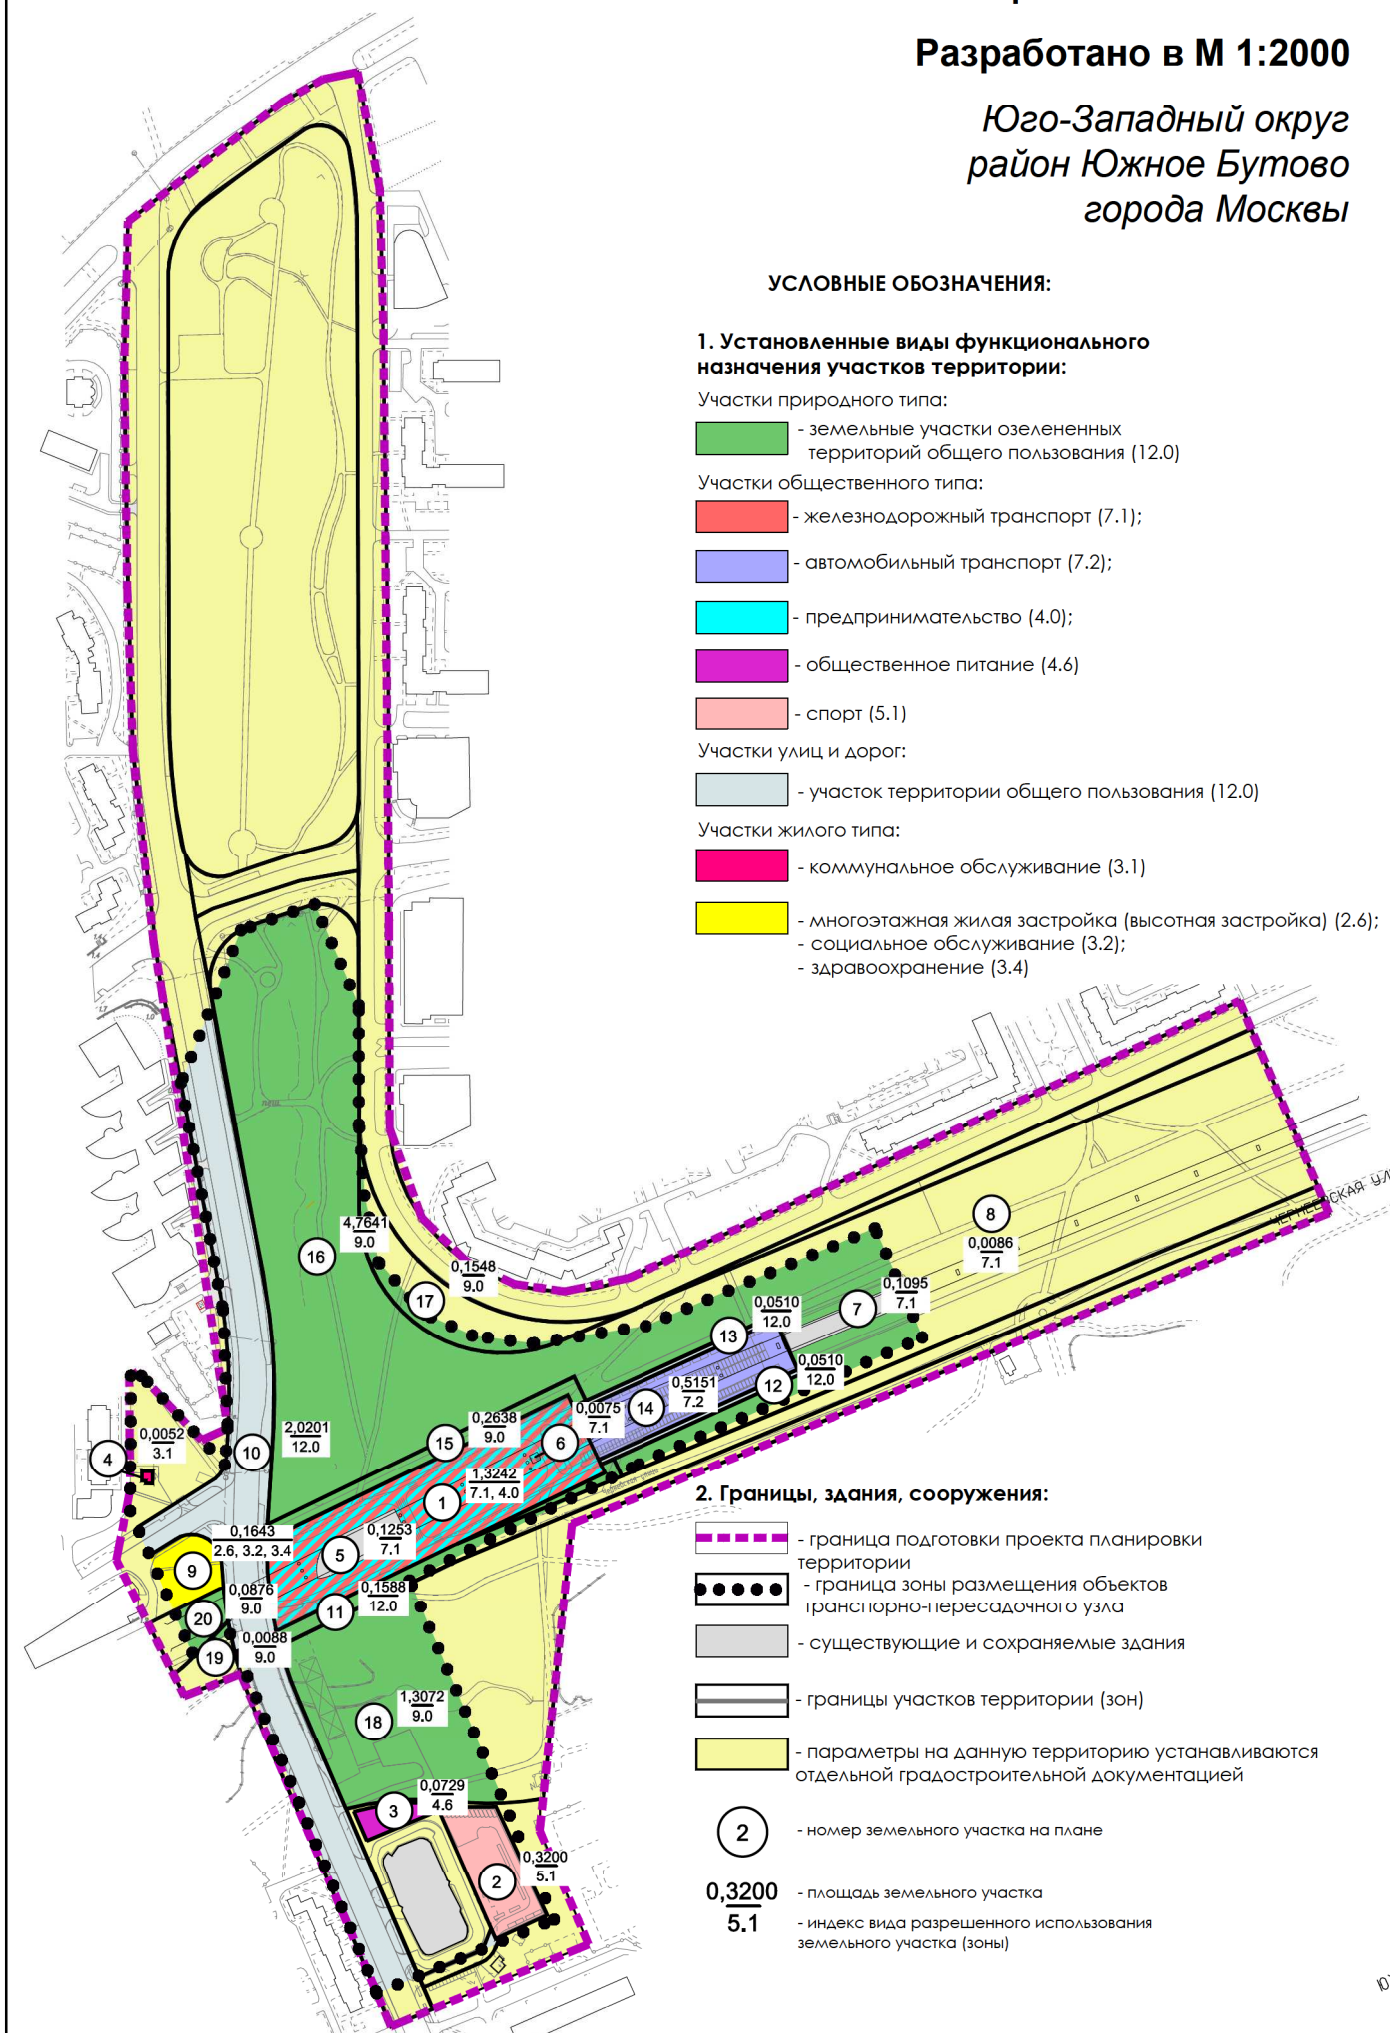 Разработано в М 1:2000
Юго-Западный округ
район Южное Бутово
города Москвы
УСЛОВНЫЕ ОБОЗНАЧЕНИЯ:
1. Установленные виды функционального
назначения участков территории:
Участки природного типа:
- земельные участки озелененных
территорий общего пользования (12.0)
Участки общественного типа:
- железнодорожный транспорт (7.1);
- автомобильный транспорт (7.2);
- предпринимательство (4.0);
- общественное питание (4.6)
- спорт (5.1)
Участки улиц и дорог:
- участок территории общего пользования (12.0)
Участки жилого типа:
- коммунальное обслуживание (3.1)
- многоэтажная жилая застройка (высотная застройка) (2.6);
- социальное обслуживание (3.2);
- здравоохранение (3.4)
16
4,7641
9.0
17
0,1548
9.0
8
0,0086
7.1
7
0,1095
7.1
13
0,0510
12.0
12
0,0510
12.0
14
0,5151
7.2
6
0,0075
7.1
15
0,2638
9.0
1
1,3242
7.1, 4.0
5
0,1253
7.1
11
0,1588
12.0
10
2,0201
12.0
4
0,0052
3.1
9
0,1643
2.6, 3.2, 3.4
20
0,0876
9.0
19
0,0088
9.0
18
1,3072
9.0
3
0,0729
4.6
2
0,3200
5.1
2. Границы, здания, сооружения:
- граница подготовки проекта планировки
территории
- граница зоны размещения объектов
транспорно-пересадочного узла
- существующие и сохраняемые здания
- границы участков территории (зон)
- параметры на данную территорию устанавливаются
отдельной градостроительной документацией
2
- номер земельного участка на плане
0,3200
- площадь земельного участка
5.1
- индекс вида разрешенного использования
земельного участка (зоны)